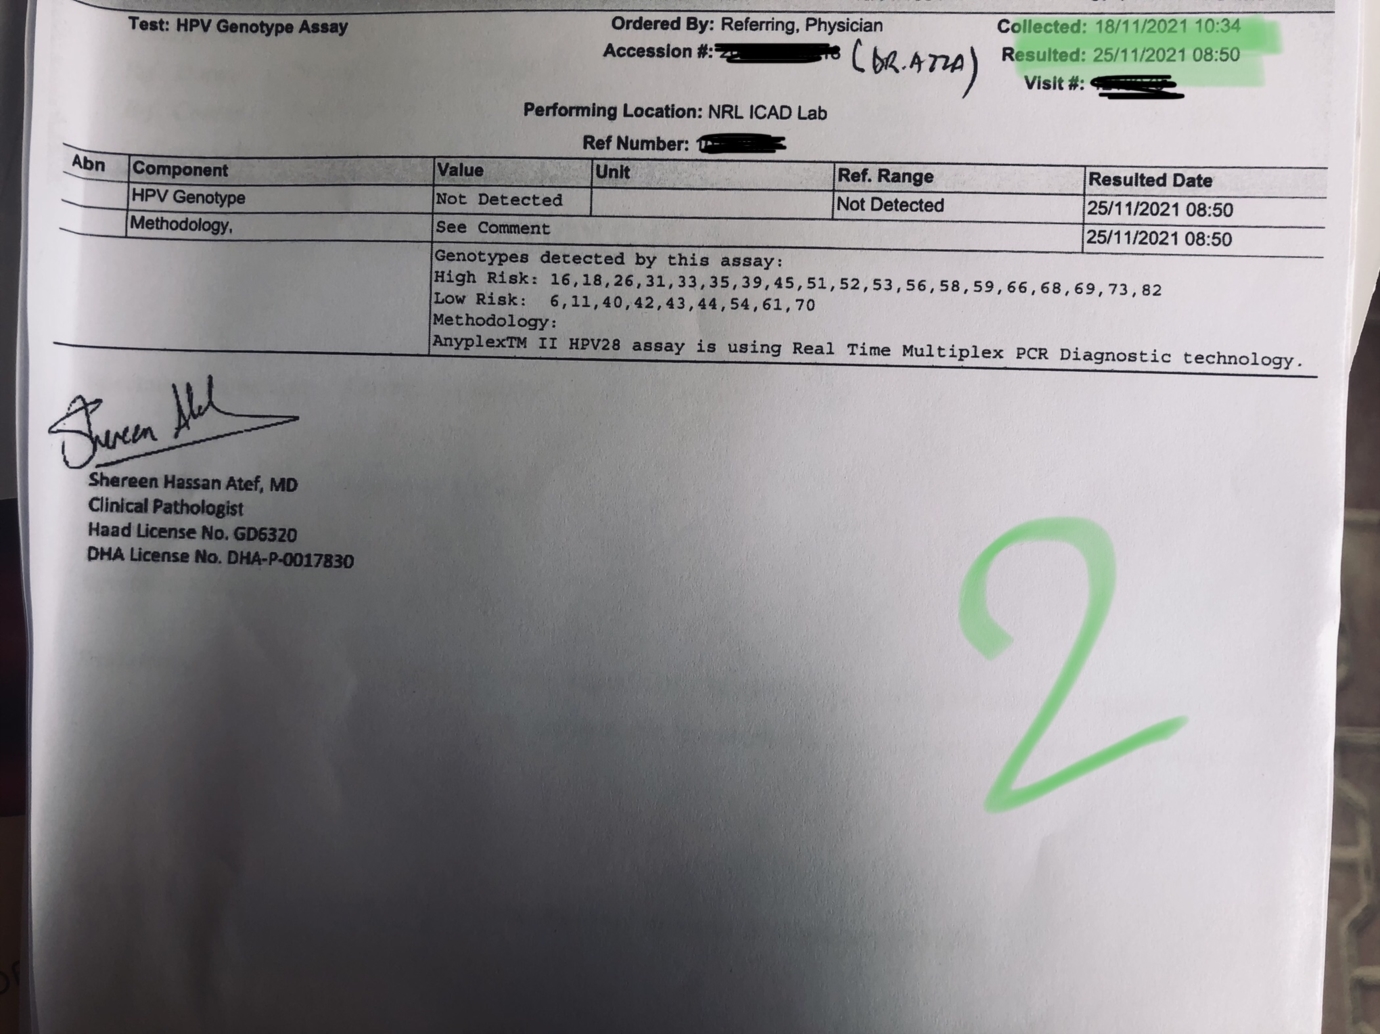 Test: HPV Genotype Assay
Ordered By: Referring, Physician
Collected: 18/11/2021 10:34
Accession #:
(DR. AZZA)
Resulted: 25/11/2021 08:50
Visit #:
Performing Location: NRL ICAD Lab
Ref Number:
Abn Component Value Unit Ref. Range Resulted Date
HPV Genotype Not Detected Not Detected 25/11/2021 08:50
Methodology, See Comment 25/11/2021 08:50
Genotypes detected by this assay:
High Risk: 16,18,26,31,33,35,39,45,51,52,53,56,58,59,66,68,69,73,82
Low Risk: 6,11,40,42,43,44,54,61,70
Methodology:
AnyplexTM II HPV28 assay is using Real Time Multiplex PCR Diagnostic technology.
Shereen Atef
Shereen Hassan Atef, MD
Clinical Pathologist
Haad License No. GD6320
DHA License No. DHA-P-0017830
2